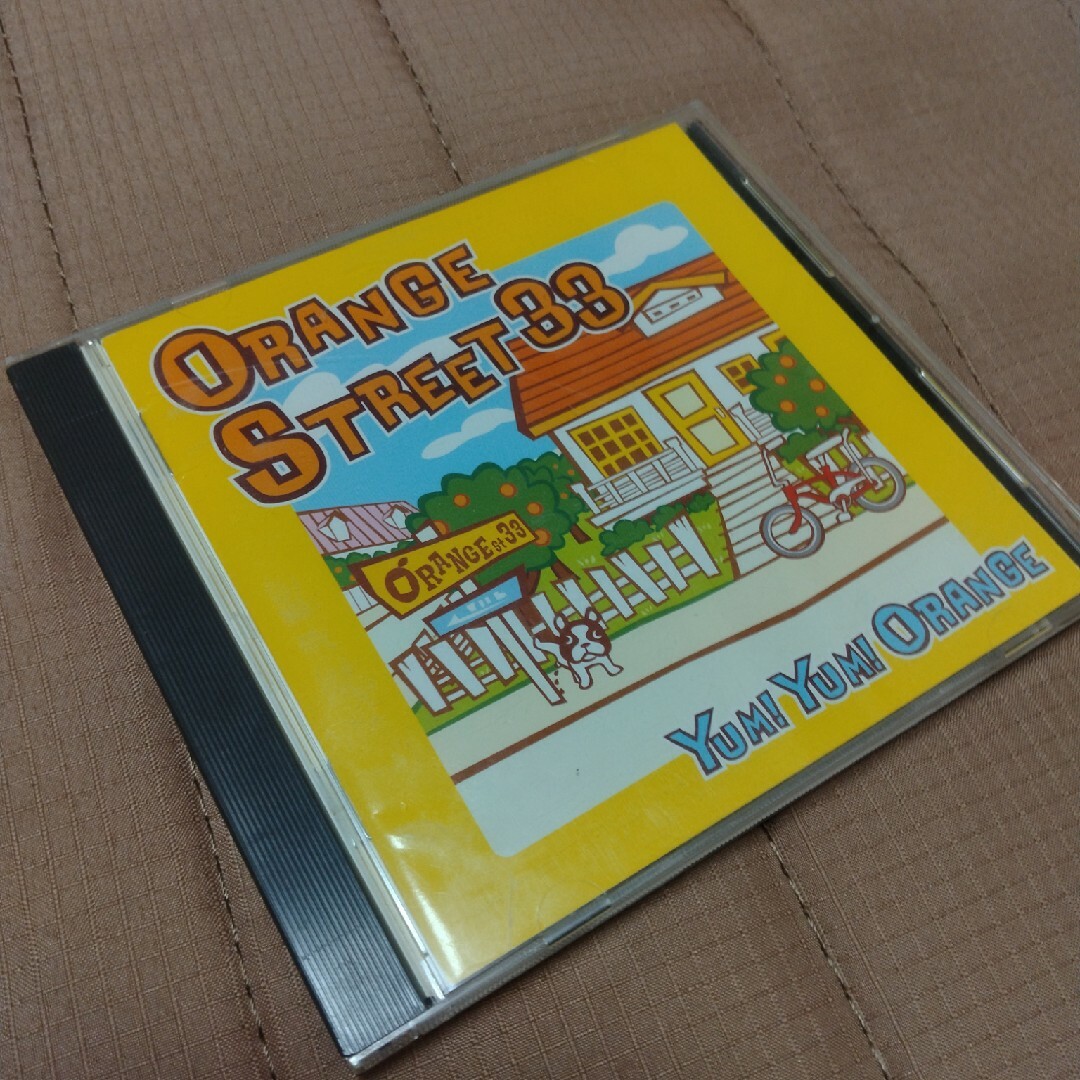 ORANGE
STREET 33
ORANGE st 33
YUM! YUM! ORANGE